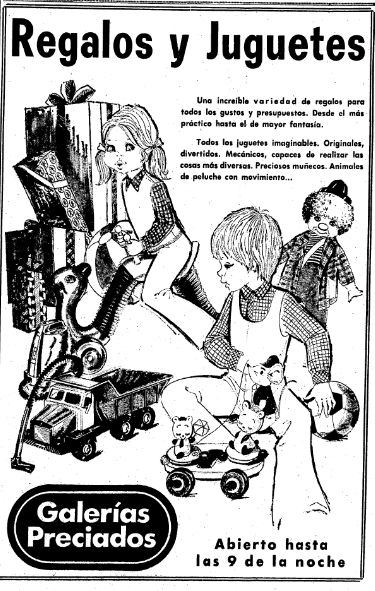 Regalos y Juguetes
Una increíble variedad de regalos para
todos los gustos y presupuestos. Desde el más
práctico hasta el de mayor fantasía.
Todos los juguetes imaginables. Originales,
divertidos. Mecánicos, capaces de realizar las
cosas más diversas. Preciosos muñecos. Animales
de peluche con movimiento...
Galerías
Preciados
Abierto hasta
las 9 de la noche